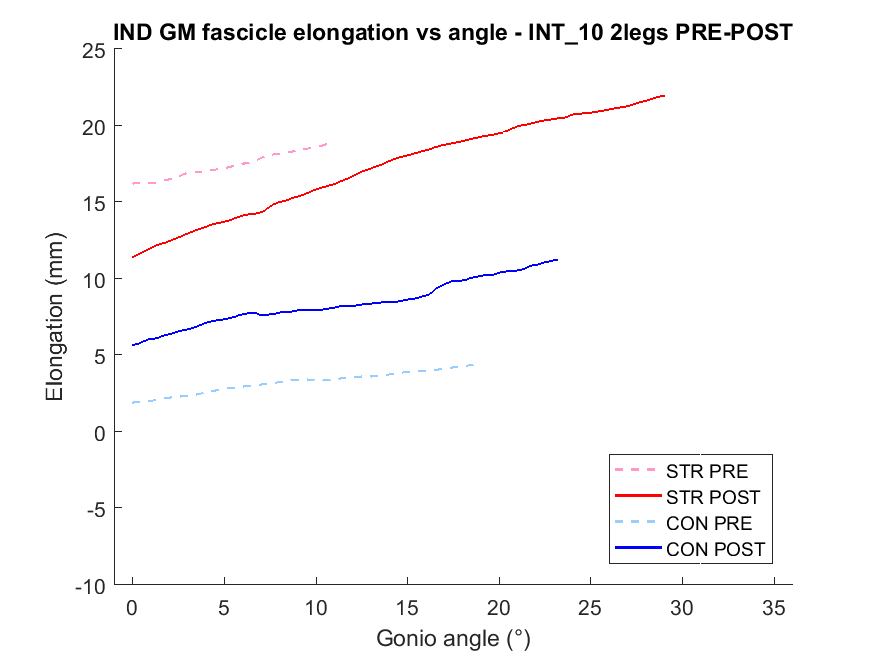 IND GM fascicle elongation vs angle - INT_10 2legs PRE-POST
25
20
15
10
5
0
-5
-10
Elongation (mm)
0 5 10 15 20 25 30 35
Gonio angle (°)
STR PRE
STR POST
CON PRE
CON POST